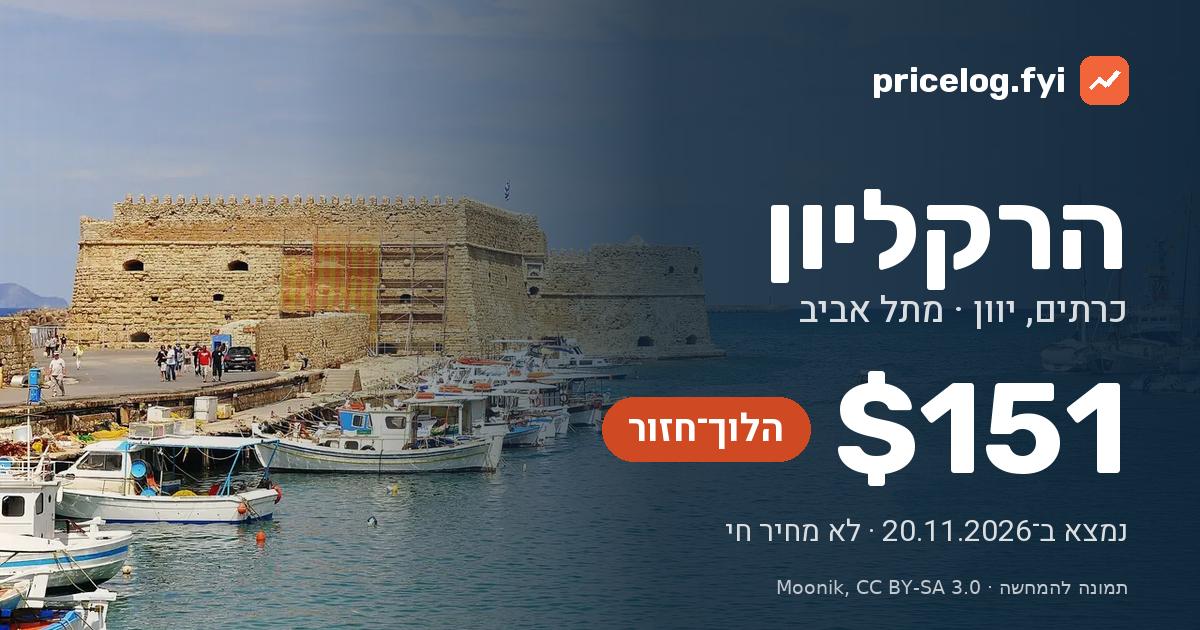 pricelog.fyi
הרקליון
כרתים, יוון · מתל אביב
$151
הלוך־חזור
נמצא ב־20.11.2026 · לא מחיר חי
תמונה להמחשה · Moonik, CC BY-SA 3.0